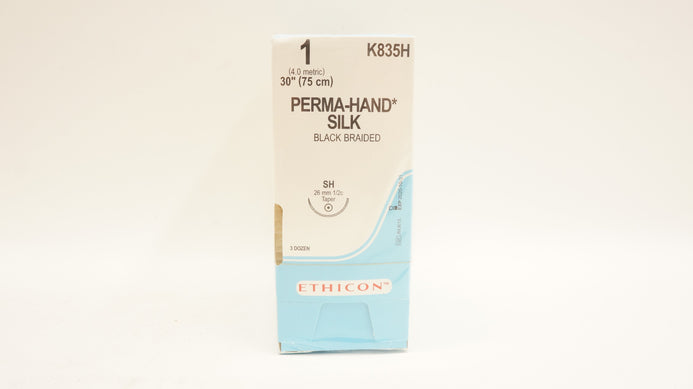 1 K835H
(4.0 metric)
30" (75 cm)
PERMA-HAND*
SILK
BLACK BRAIDED
SH
26 mm 1/2c
Taper
3 DOZEN
ETHICON™